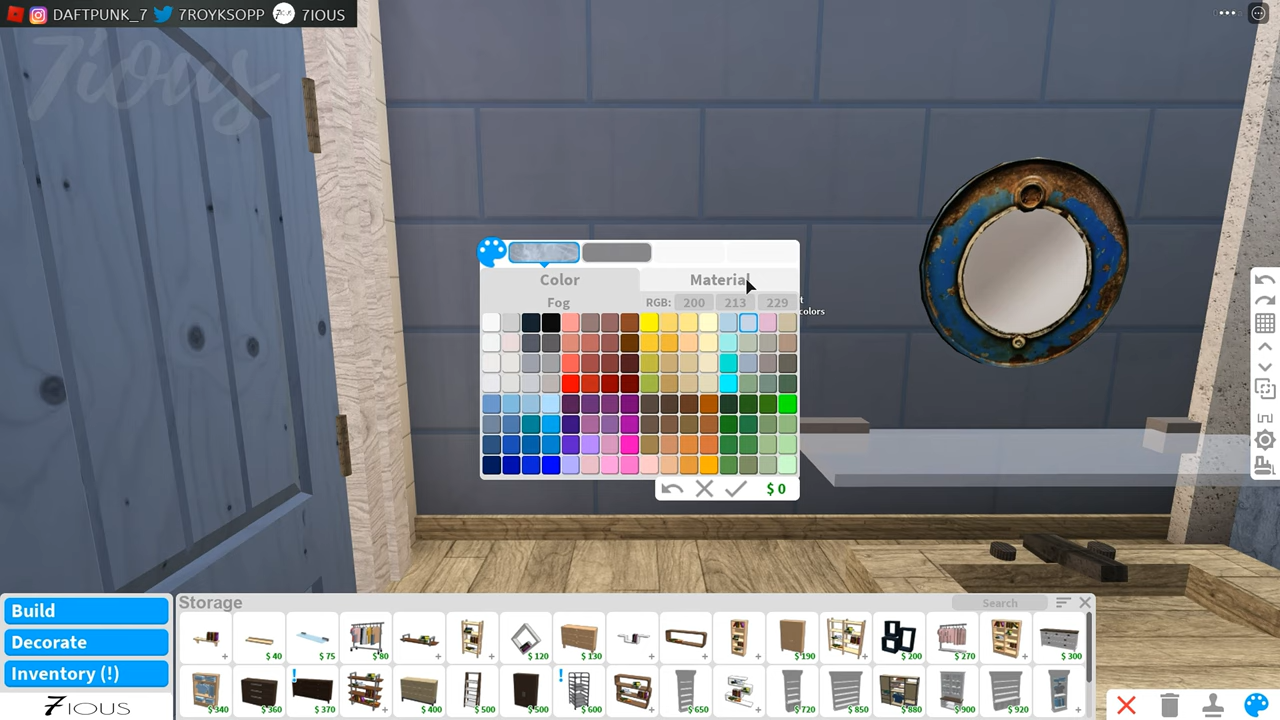 DAFTPUNK_7 7ROYKSOPP 7IOUS
7ious
Color Material
Fog RGB: 200 213 229
t
colors
$ 0
Build
Decorate
Inventory (!)
7IOUS
Storage Search
$ 40 $ 75 $ 80 $ 120 $ 130 $ 190 $ 200 $ 270 $ 300
$ 340 $ 360 $ 370 $ 400 $ 500 $ 500 $ 600 $ 650 $ 720 $ 850 $ 880 $ 900 $ 920